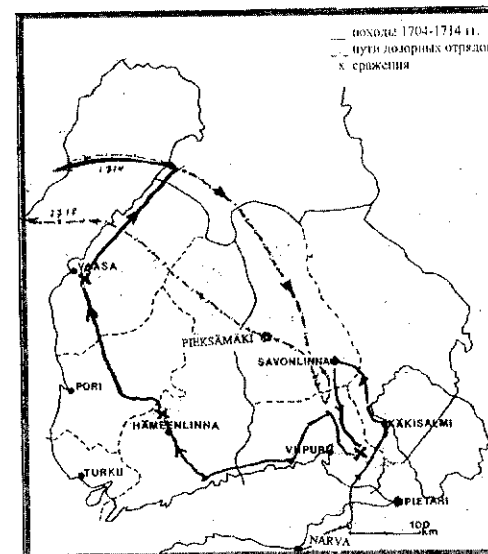 __ походы 1704-1714 гг.
пути дозорных отрядов
x сражения
1714
VAASA
PIEKSÄMÄKI
SAVONLINNA
PORI
HÄMEENLINNA
KÄKISALMI
VIIPURI
TURKU
PIETARI
NARVA
100
km